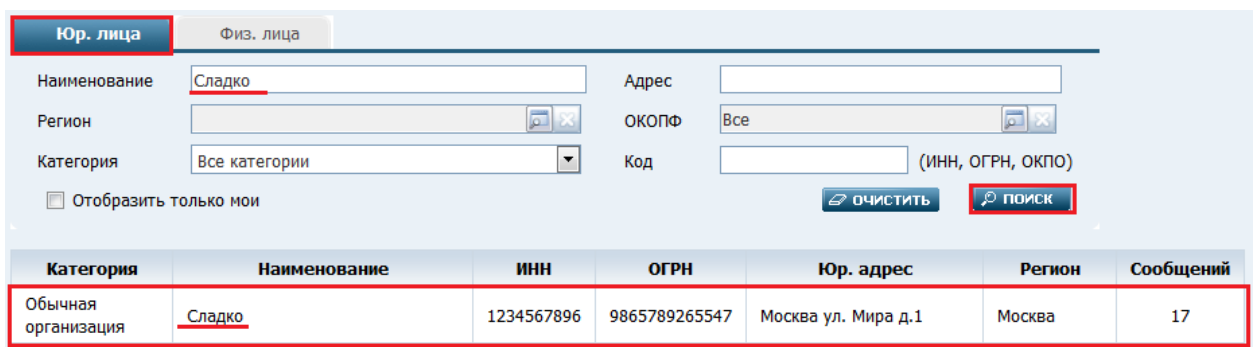 Юр. лица Физ. лица
Наименование Сладко Адрес
Регион ОКОПФ Все
Категория Все категории Код (ИНН, ОГРН, ОКПО)
Отобразить только мои ОЧИСТИТЬ ПОИСК
Категория Наименование ИНН ОГРН Юр. адрес Регион Сообщений
Обычная
организация Сладко 1234567896 9865789265547 Москва ул. Мира д.1 Москва 17